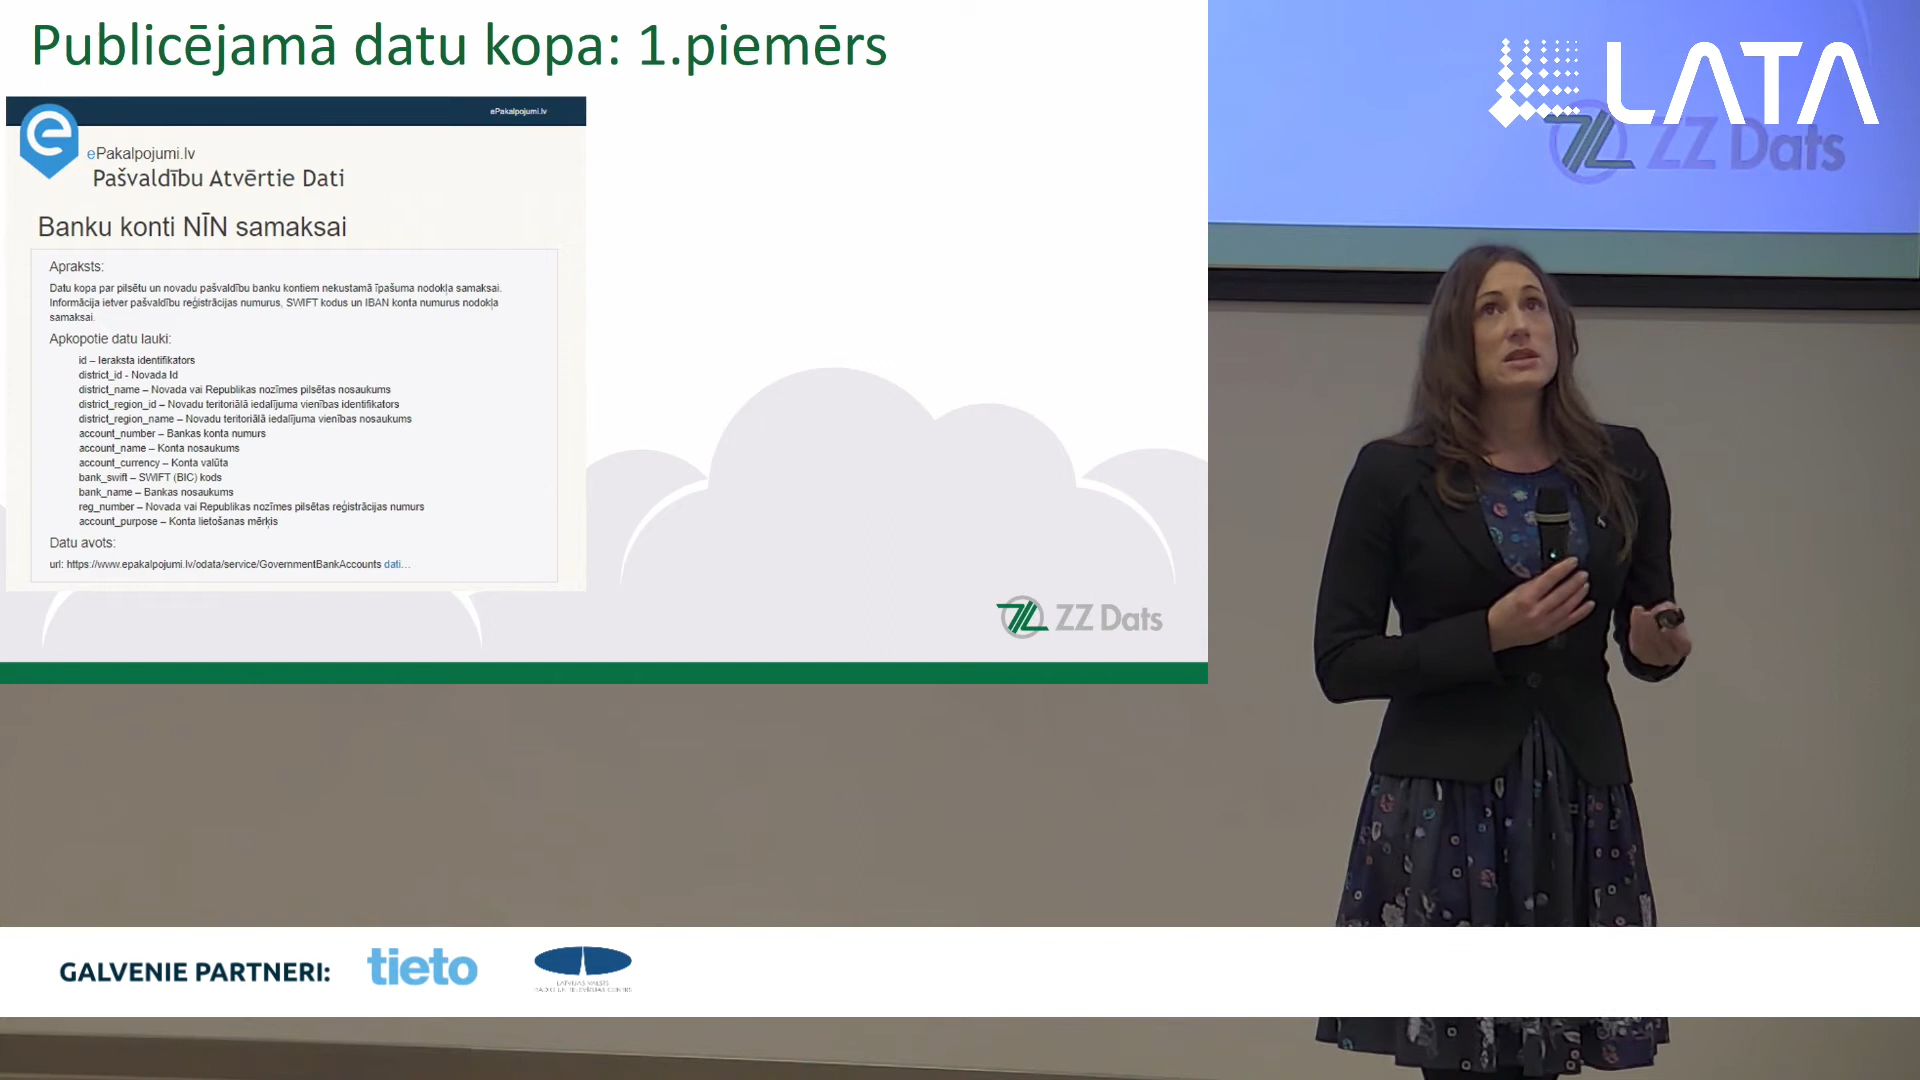 Publicējamā datu kopa: 1.piemērs
ePakalpojumi.lv
ePakalpojumi.lv
Pašvaldību Atvērtie Dati
Banku konti NĪN samaksai
Apraksts:
Datu kopa par pilsētu un novadu pašvaldību banku kontiem nekustamā īpašuma nodokļa samaksai.
Informācija ietver pašvaldību reģistrācijas numurus, SWIFT kodus un IBAN konta numurus nodokļa
samaksai.
Apkopotie datu lauki:
id – Ieraksta identifikators
district_id - Novada Id
district_name – Novada vai Republikas nozīmes pilsētas nosaukums
district_region_id – Novadu teritoriālā iedalījuma vienības identifikators
district_region_name – Novadu teritoriālā iedalījuma vienības nosaukums
account_number – Bankas konta numurs
account_name – Konta nosaukums
account_currency – Konta valūta
bank_swift – SWIFT (BIC) kods
bank_name – Bankas nosaukums
reg_number – Novada vai Republikas nozīmes pilsētas reģistrācijas numurs
account_purpose – Konta lietošanas mērķis
Datu avots:
url: https://www.epakalpojumi.lv/odata/service/GovernmentBankAccounts dati...
ZZ Dats
LATA
ZZ Dats
GALVENIE PARTNERI:
tieto
LATVIJAS VALSTS
RADIO UN TELEVĪZIJAS CENTRS